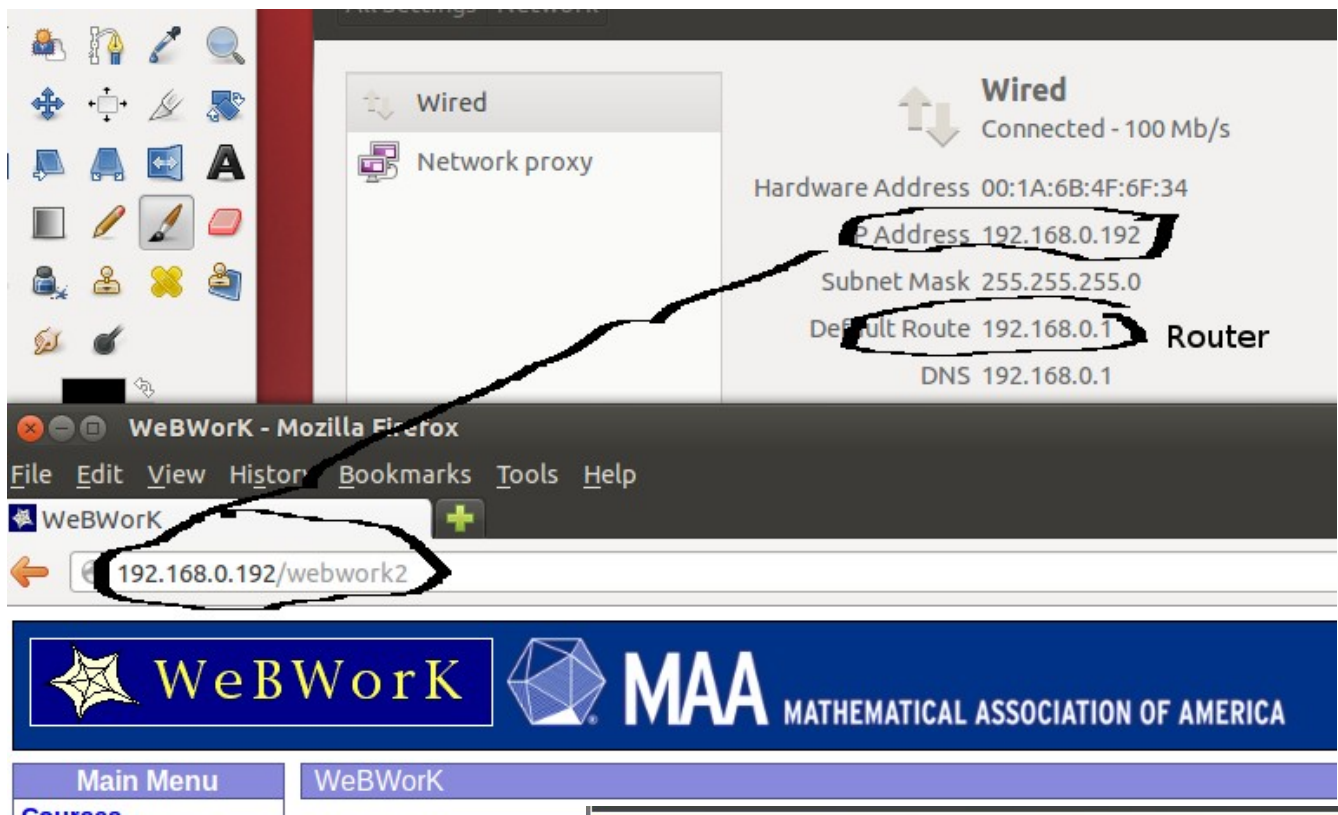 All Settings Network
Wired
Network proxy
Wired
Connected - 100 Mb/s
Hardware Address 00:1A:6B:4F:6F:34
P Address 192.168.0.192
Subnet Mask 255.255.255.0
Default Route 192.168.0.1
Router
DNS 192.168.0.1
WeBWorK - Mozilla Firefox
File Edit View History Bookmarks Tools Help
WeBWorK
192.168.0.192/webwork2
WeBWorK
MAA MATHEMATICAL ASSOCIATION OF AMERICA
Main Menu
WeBWorK
Courses